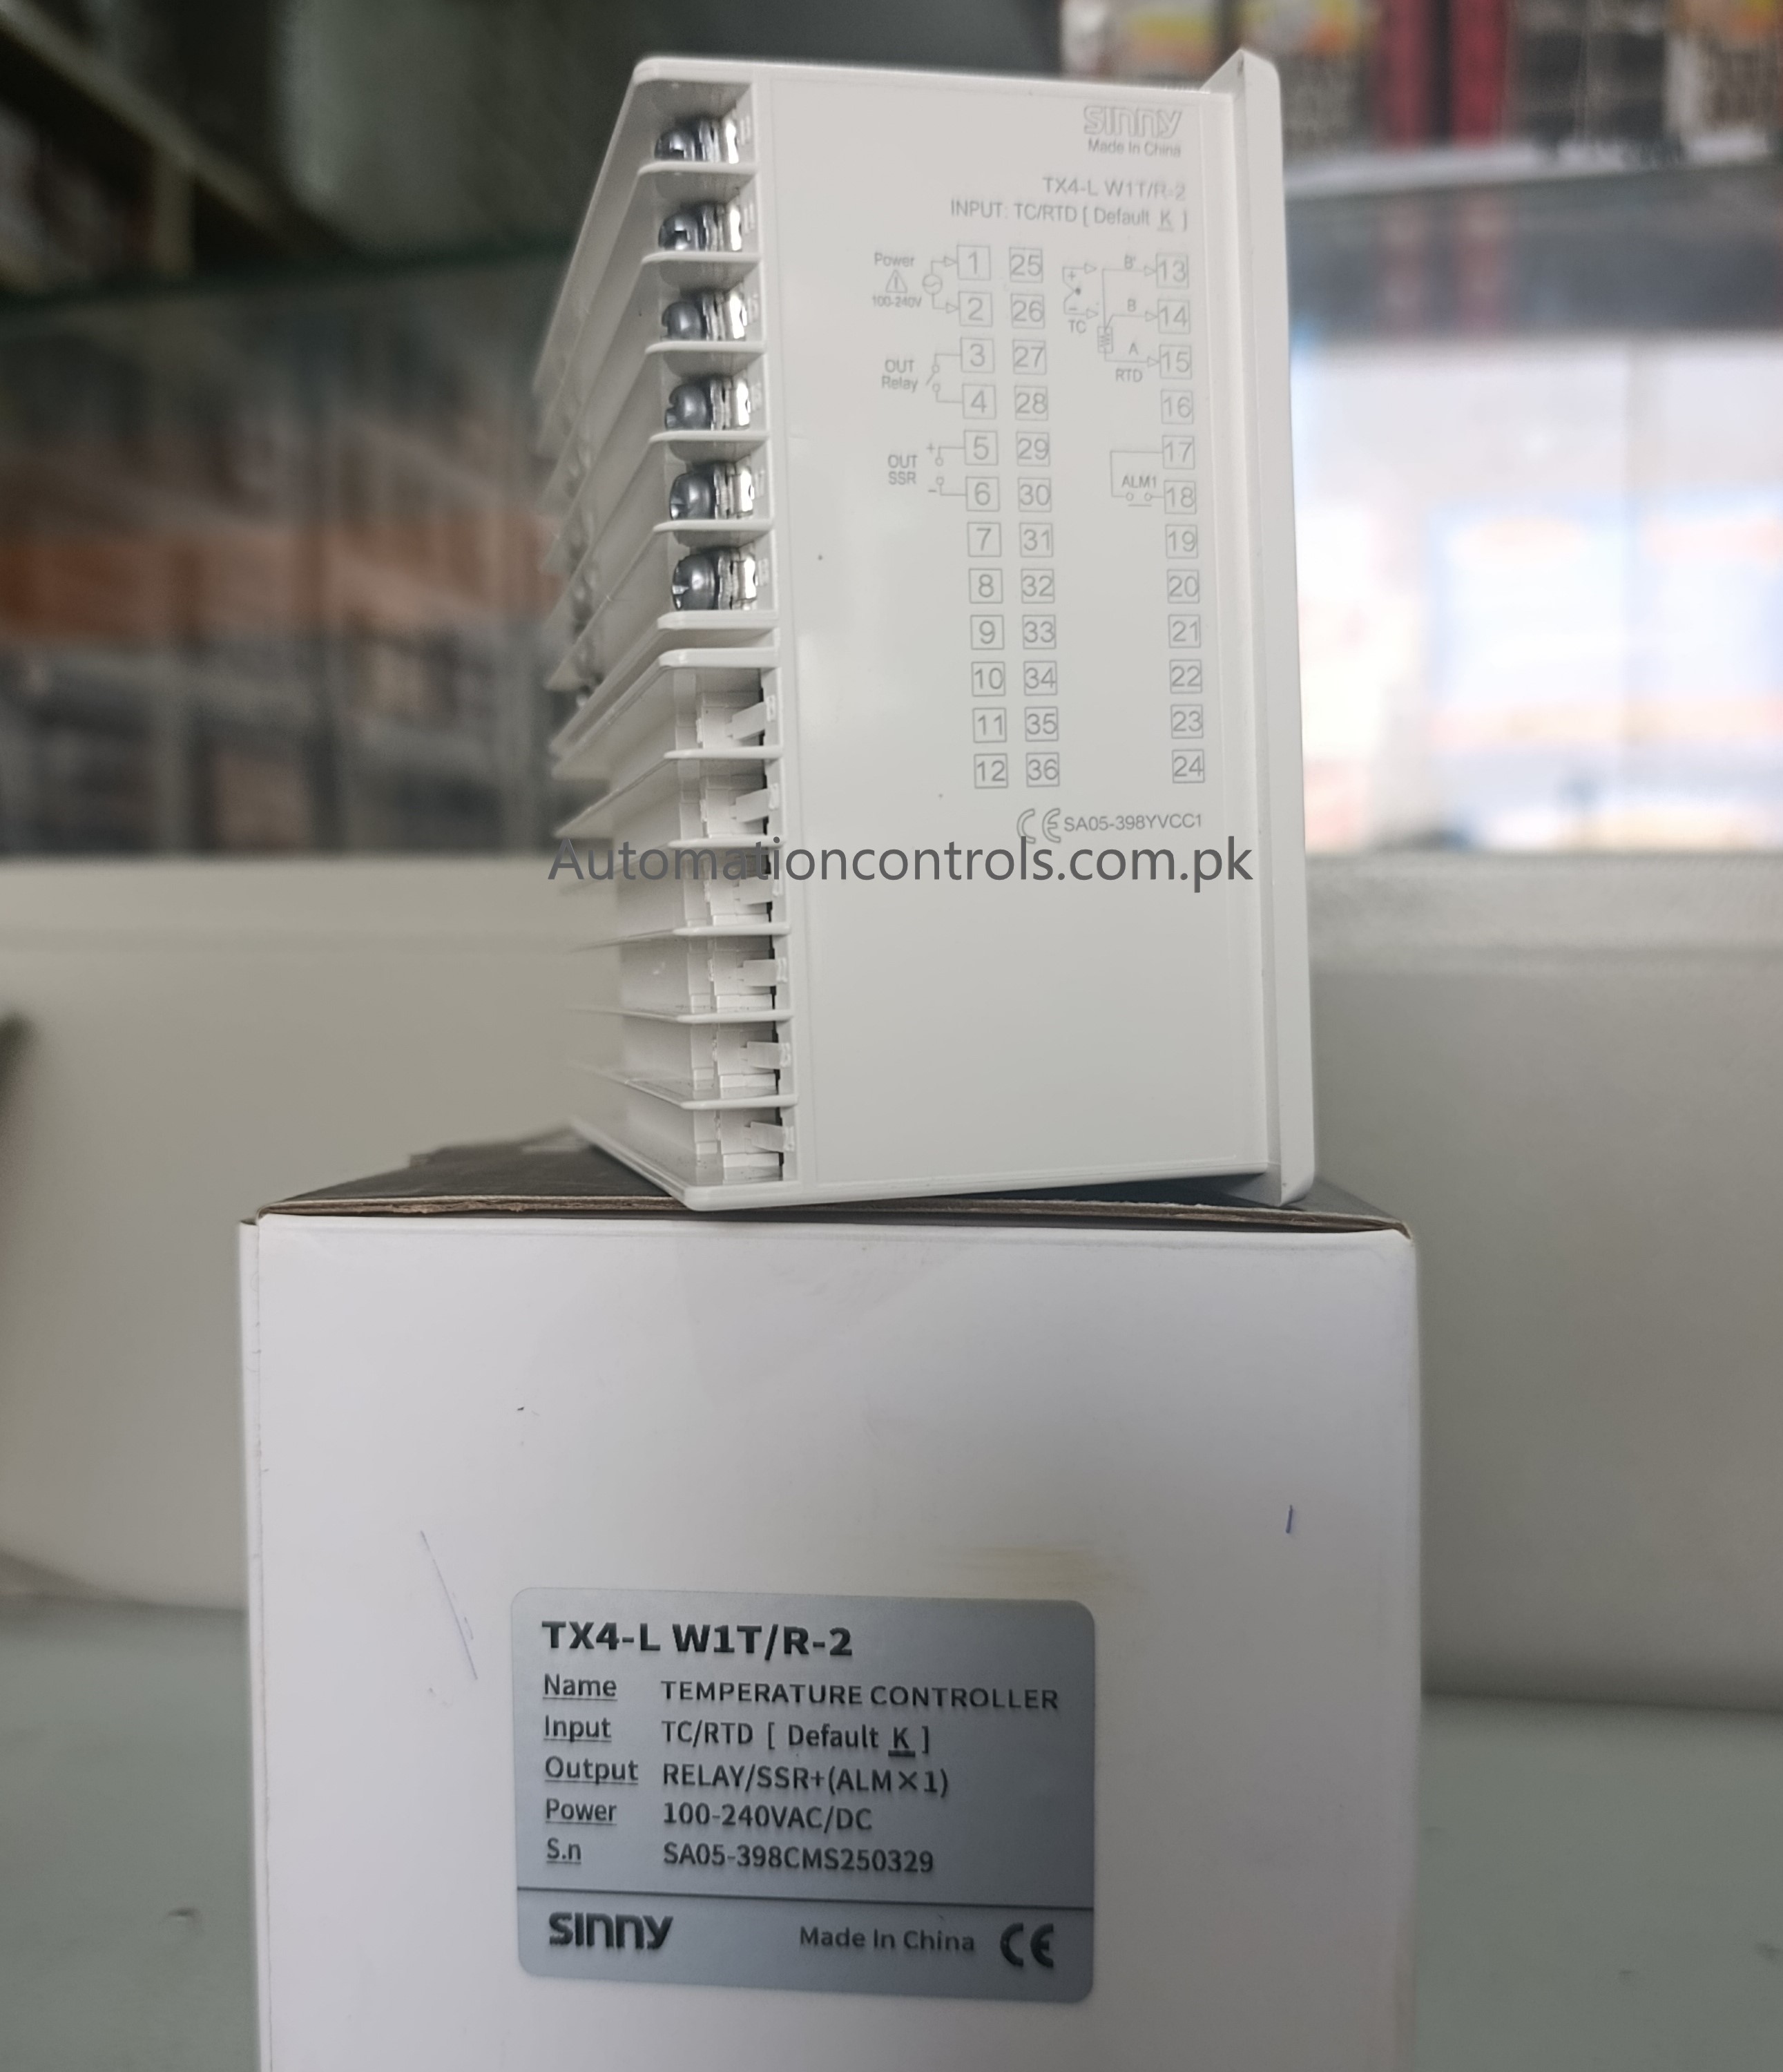 sinny
Made In China
TX4-L W1T/R-2
INPUT: TC/RTD [ Default K ]
Power
100-240V
1 25
2 26
3 27
4 28
5 29
6 30
7 31
8 32
9 33
10 34
11 35
12 36
OUT
Relay
+
OUT
SSR
-
+
-
TC
B'
B
A
RTD
13
14
15
16
17
ALM1
18
19
20
21
22
23
24
CE SA05-398YVCC1
Automationcontrols.com.pk
TX4-L W1T/R-2
Name TEMPERATURE CONTROLLER
Input TC/RTD [ Default K ]
Output RELAY/SSR+(ALM×1)
Power 100-240VAC/DC
S.n SA05-398CMS250329
sinny Made In China CE